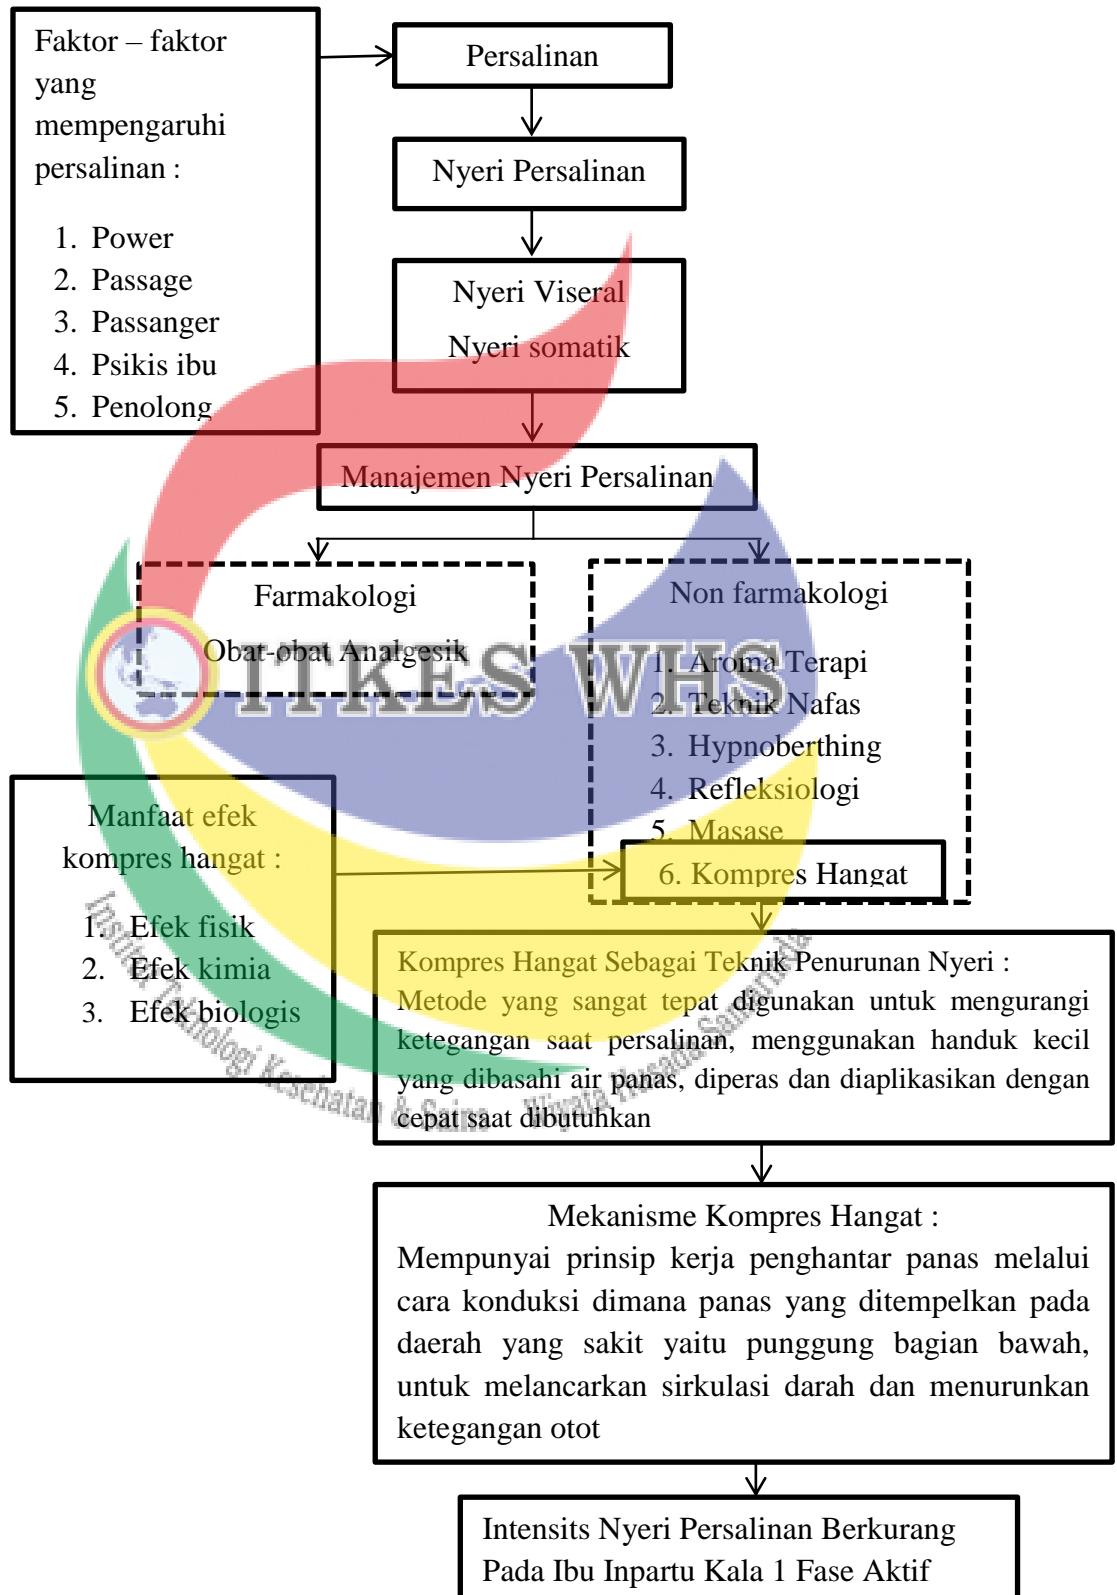 Faktor – faktor
yang
mempengaruhi
persalinan :
1. Power
2. Passage
3. Passanger
4. Psikis ibu
5. Penolong
Persalinan
Nyeri Persalinan
Nyeri Viseral
Nyeri somatik
Manajemen Nyeri Persalinan
Farmakologi
Obat-obat Analgesik
Non farmakologi
1. Aroma Terapi
2. Teknik Nafas
3. Hypnoberthing
4. Refleksiologi
5. Masase
6. Kompres Hangat
ITKES WHS
Manfaat efek
kompres hangat :
1. Efek fisik
2. Efek kimia
3. Efek biologis
Institut Teknologi Kesehatan & Sains Wiyata Husada Samarinda
Kompres Hangat Sebagai Teknik Penurunan Nyeri :
Metode yang sangat tepat digunakan untuk mengurangi
ketegangan saat persalinan, menggunakan handuk kecil
yang dibasahi air panas, diperas dan diaplikasikan dengan
cepat saat dibutuhkan
Mekanisme Kompres Hangat :
Mempunyai prinsip kerja penghantar panas melalui
cara konduksi dimana panas yang ditempelkan pada
daerah yang sakit yaitu punggung bagian bawah,
untuk melancarkan sirkulasi darah dan menurunkan
ketegangan otot
Intensits Nyeri Persalinan Berkurang
Pada Ibu Inpartu Kala 1 Fase Aktif